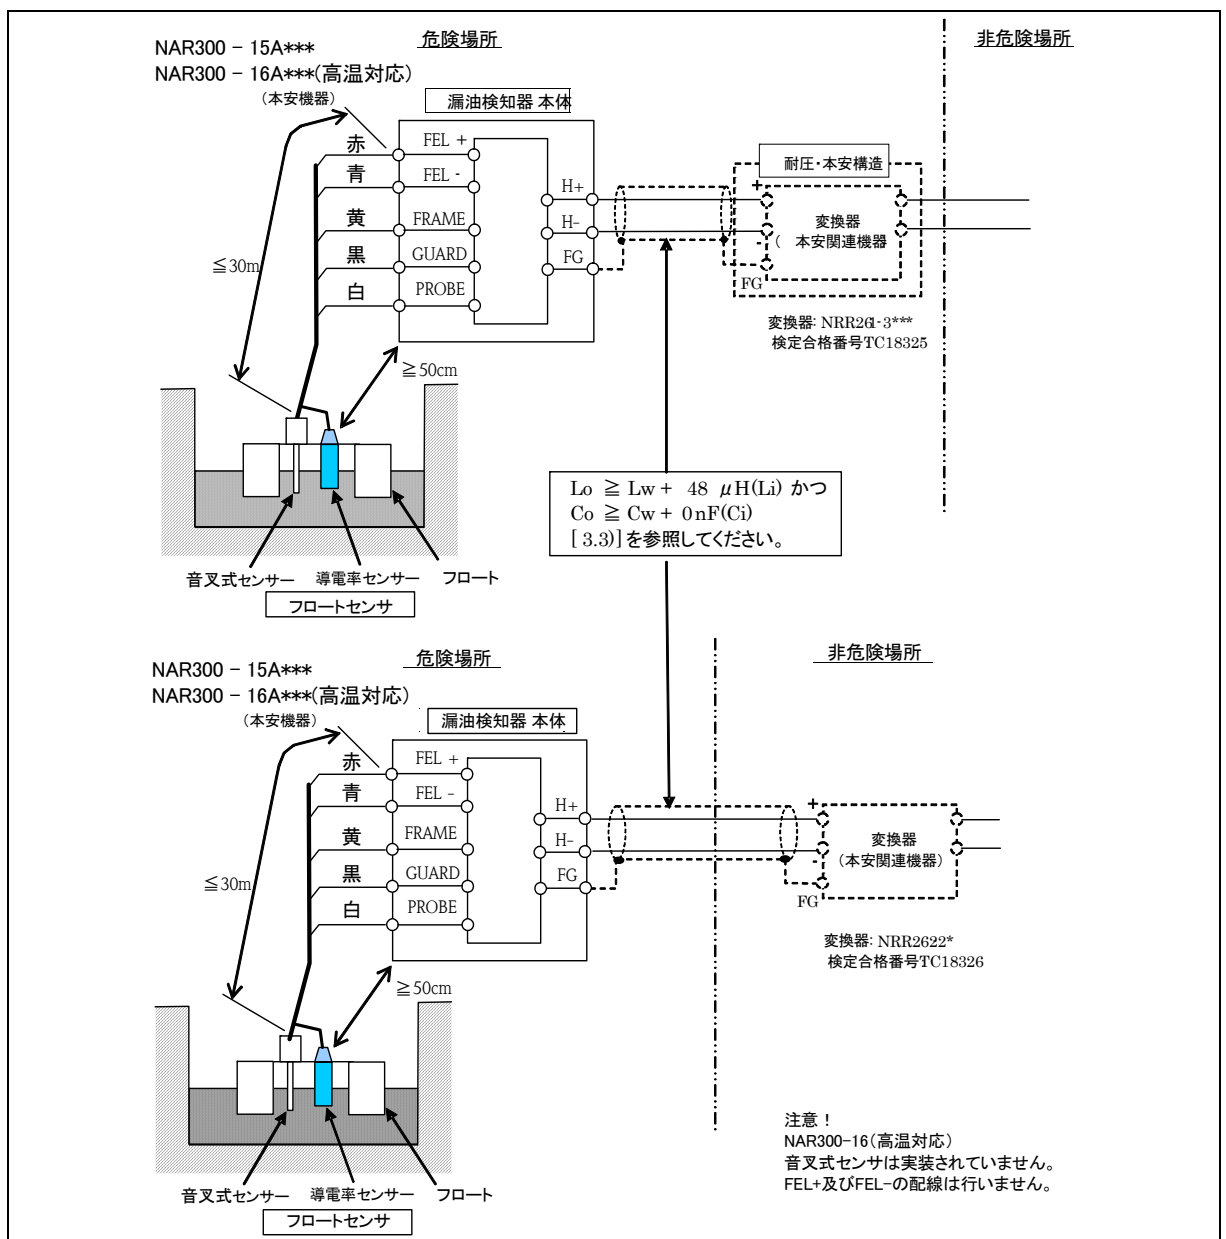 NAR300 - 15A***
危険場所
非危険場所
NAR300 - 16A***(高温対応)
(本安機器)
漏油検知器 本体
赤
FEL +
青
FEL -
黄
FRAME
黒
GUARD
白
PROBE
H+
H-
FG
≦30m
≧50cm
耐圧・本安構造
+
-
変換器
( 本安関連機器
FG
変換器: NRR261-3***
検定合格番号TC18325
音叉式センサー
導電率センサー
フロート
フロートセンサ
Lo ≧ Lw + 48 μH(Li) かつ
Co ≧ Cw + 0nF(Ci)
[ 3.3)]を参照してください。
危険場所
非危険場所
NAR300 - 15A***
NAR300 - 16A***(高温対応)
(本安機器)
漏油検知器 本体
赤
FEL +
青
FEL -
黄
FRAME
黒
GUARD
白
PROBE
H+
H-
FG
≦30m
≧50cm
+
-
変換器
(本安関連機器)
FG
変換器: NRR2622*
検定合格番号TC18326
音叉式センサー
導電率センサー
フロート
フロートセンサ
注意！
NAR300-16(高温対応)
音叉式センサは実装されていません。
FEL+及びFEL-の配線は行いません。